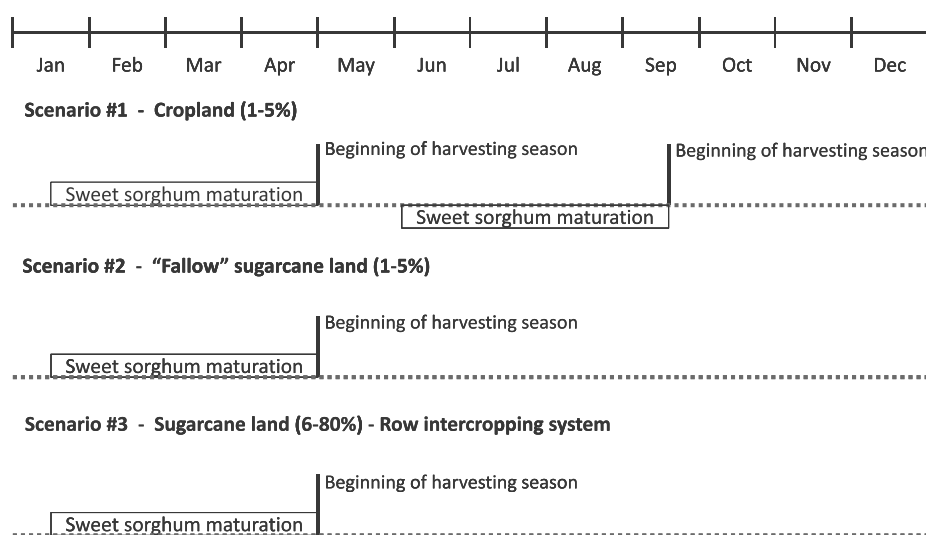 Jan Feb Mar Apr May Jun Jul Aug Sep Oct Nov Dec
Scenario #1 - Cropland (1-5%)
Beginning of harvesting season
Beginning of harvesting season
Sweet sorghum maturation
Sweet sorghum maturation
Scenario #2 - “Fallow” sugarcane land (1-5%)
Beginning of harvesting season
Sweet sorghum maturation
Scenario #3 - Sugarcane land (6-80%) - Row intercropping system
Beginning of harvesting season
Sweet sorghum maturation